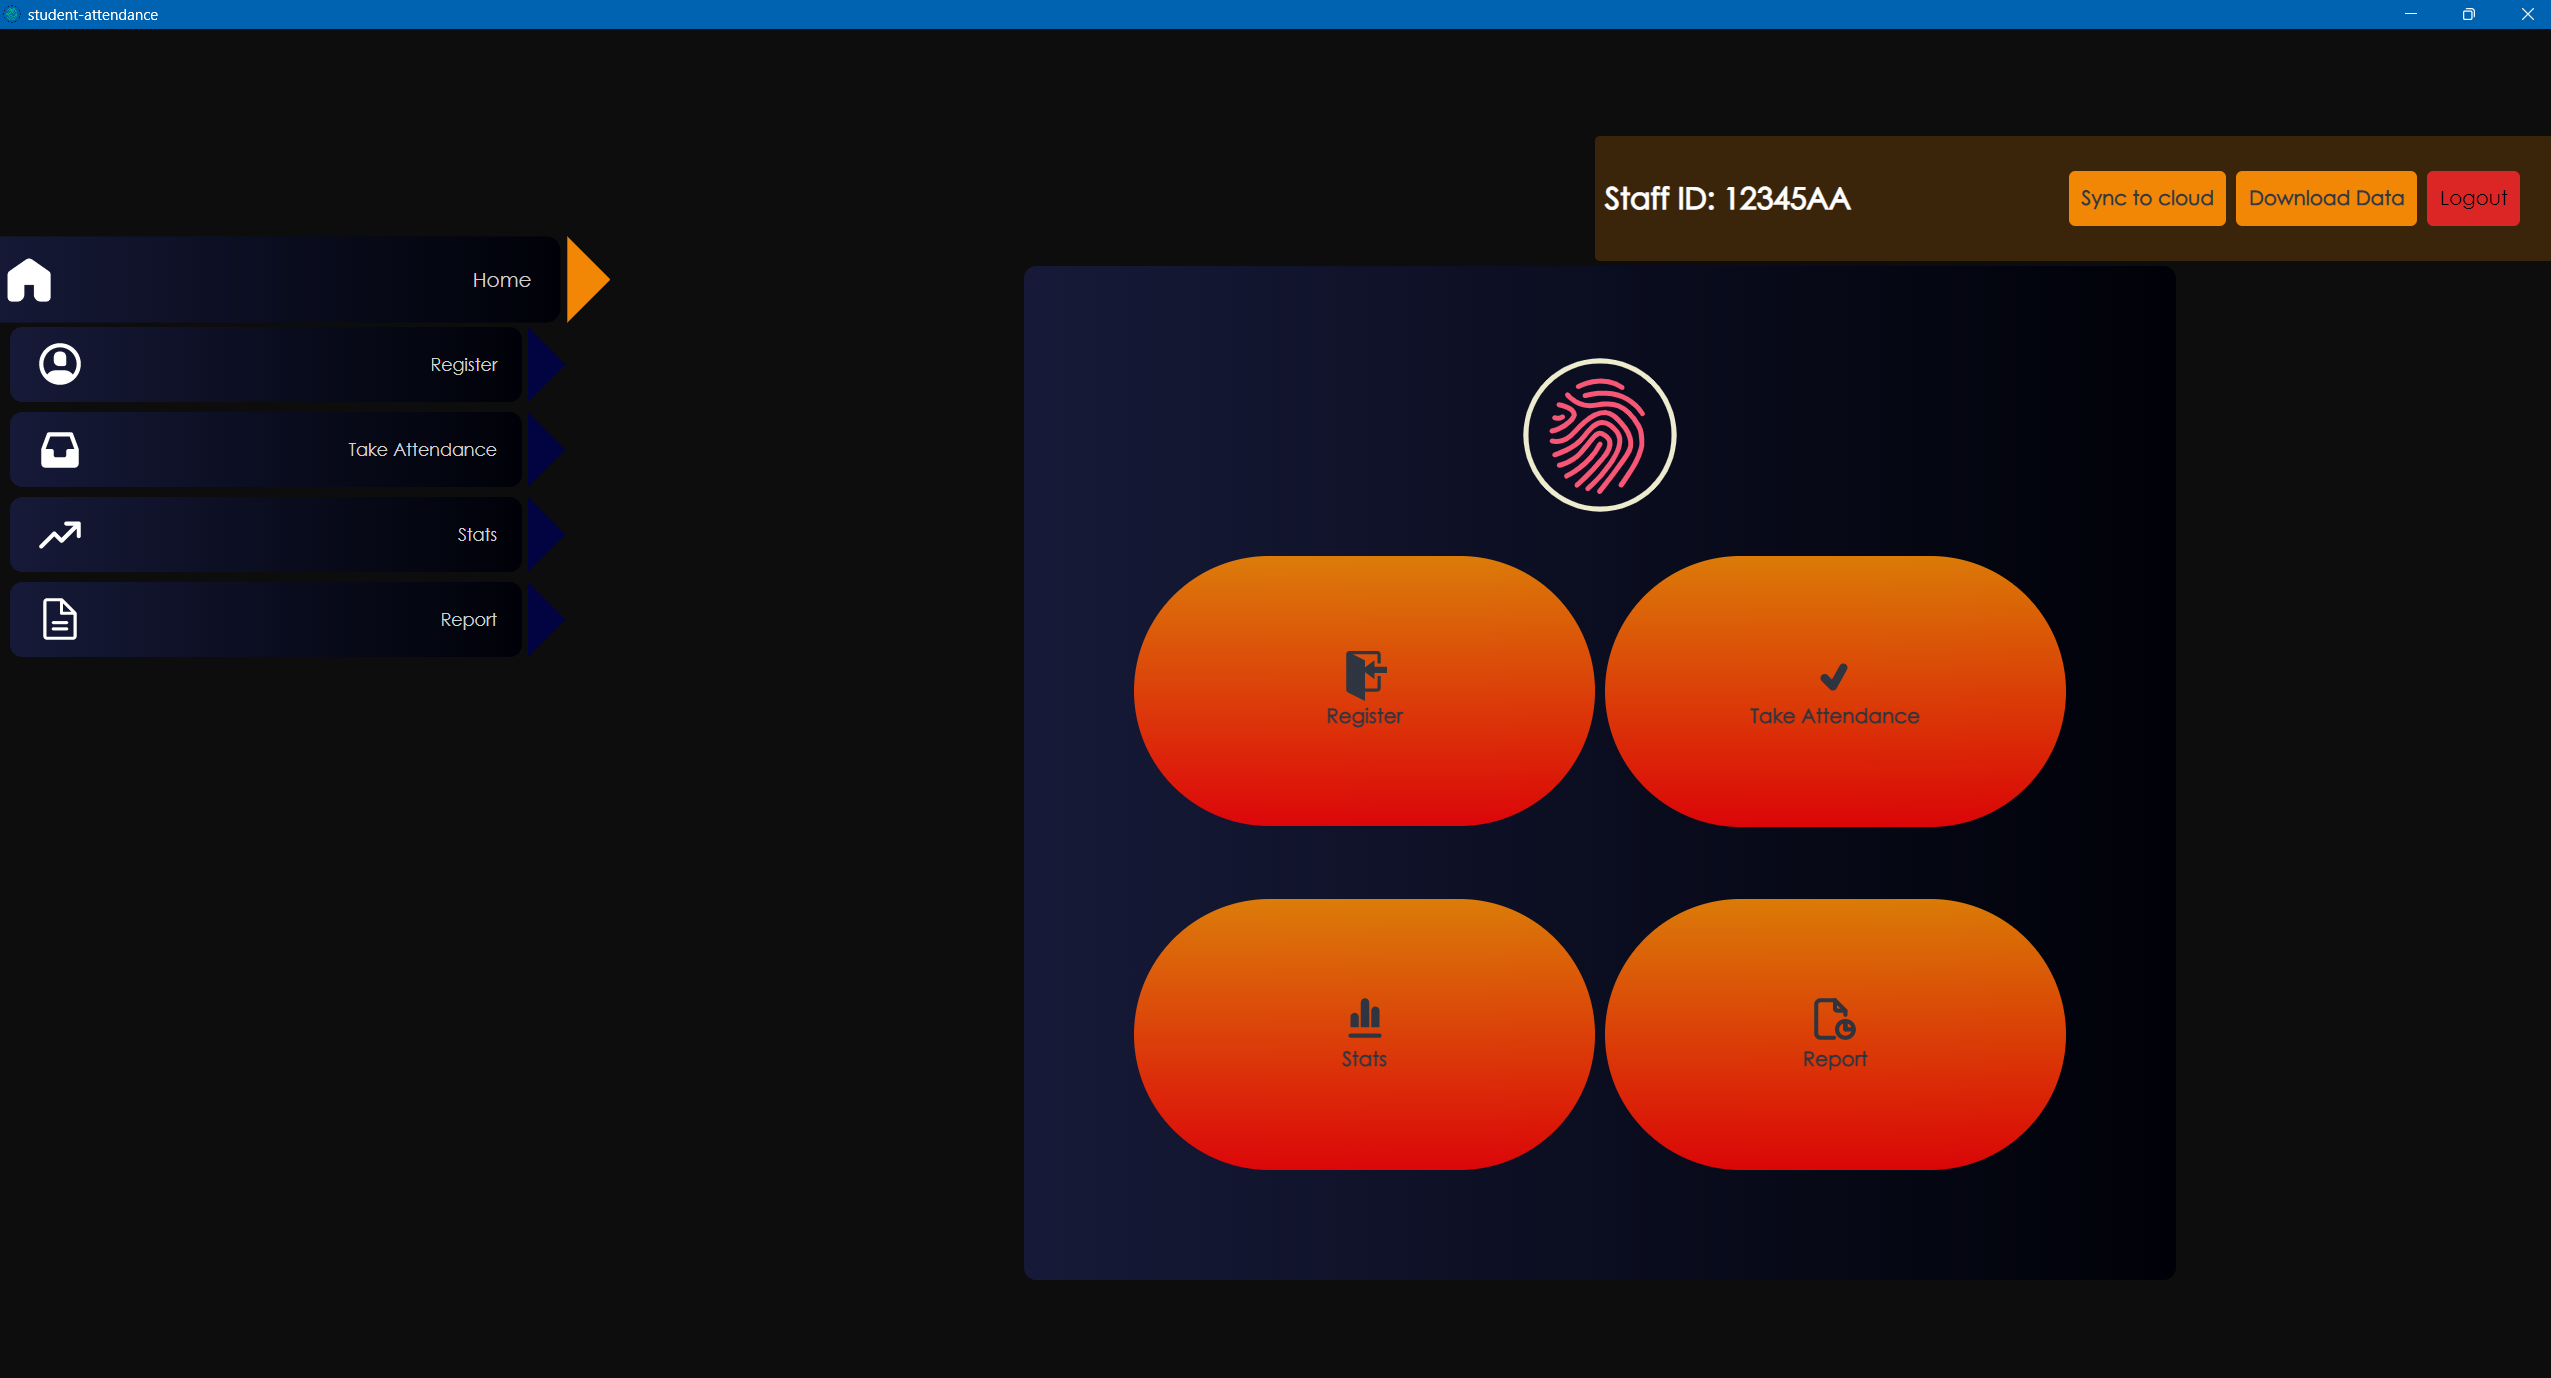 student-attendance
Staff ID: 12345AA
Sync to cloud
Download Data
Logout
Home
Register
Take Attendance
Stats
Report
Register
Take Attendance
Stats
Report